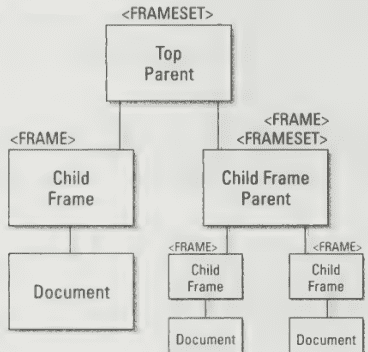 <FRAMESET>
Top
Parent
<FRAME>
Child
Frame
Document
<FRAME>
<FRAMESET>
Child Frame
Parent
<FRAME>
Child
Frame
Document
<FRAME>
Child
Frame
Document